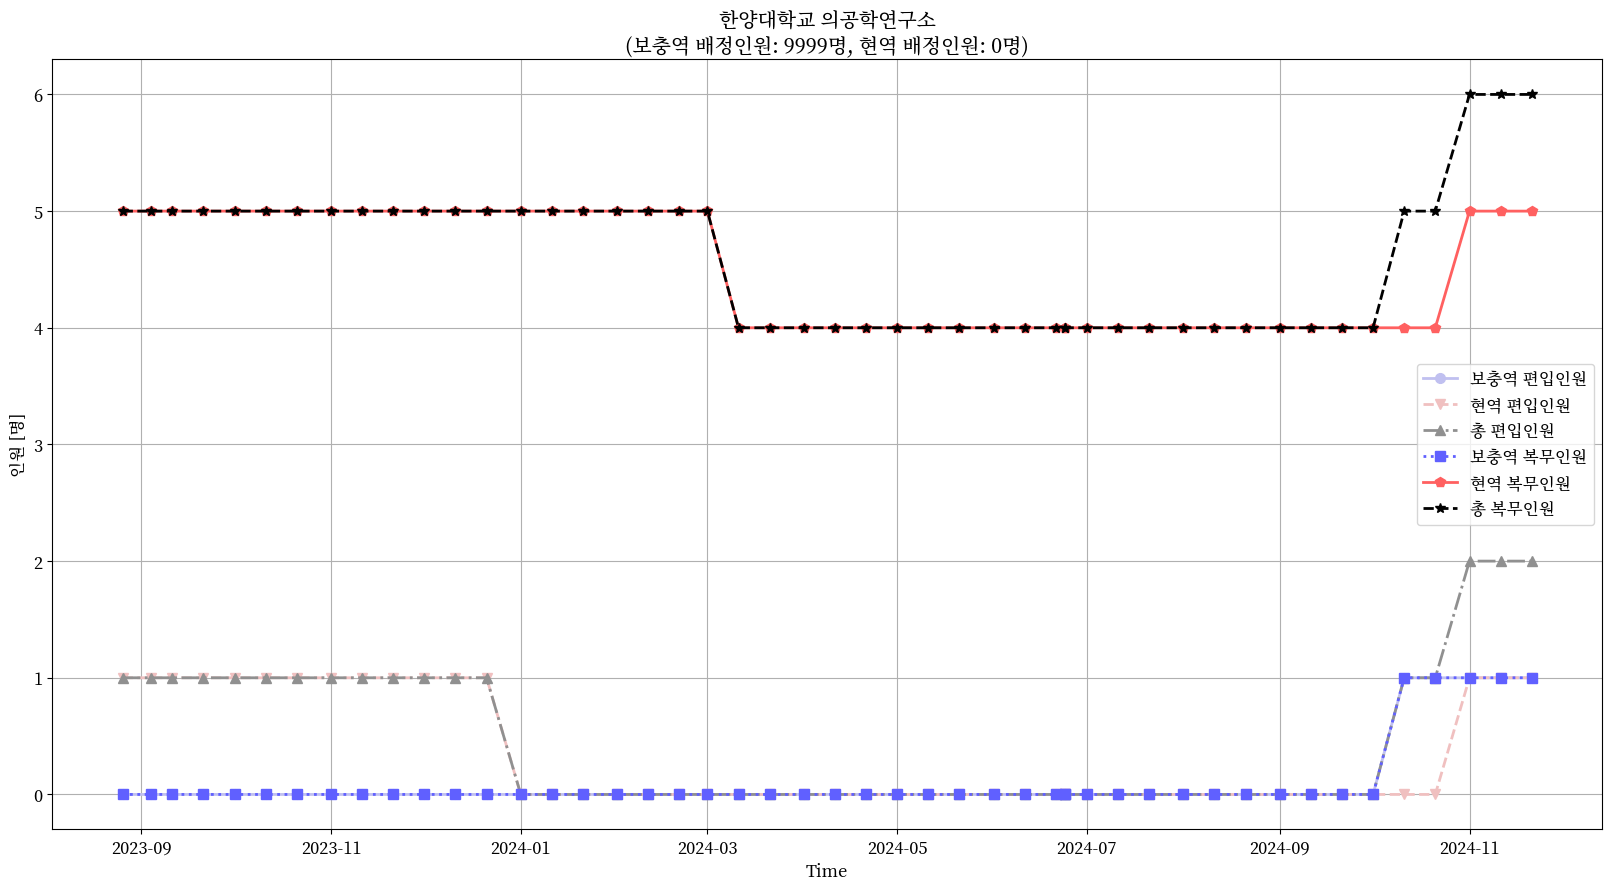 한양대학교 의공학연구소
(보충역 배정인원: 9999명, 현역 배정인원: 0명)
인원 [명]
6
5
4
3
2
1
0
보충역 편입인원
현역 편입인원
총 편입인원
보충역 복무인원
현역 복무인원
총 복무인원
2023-09
2023-11
2024-01
2024-03
2024-05
2024-07
2024-09
2024-11
Time